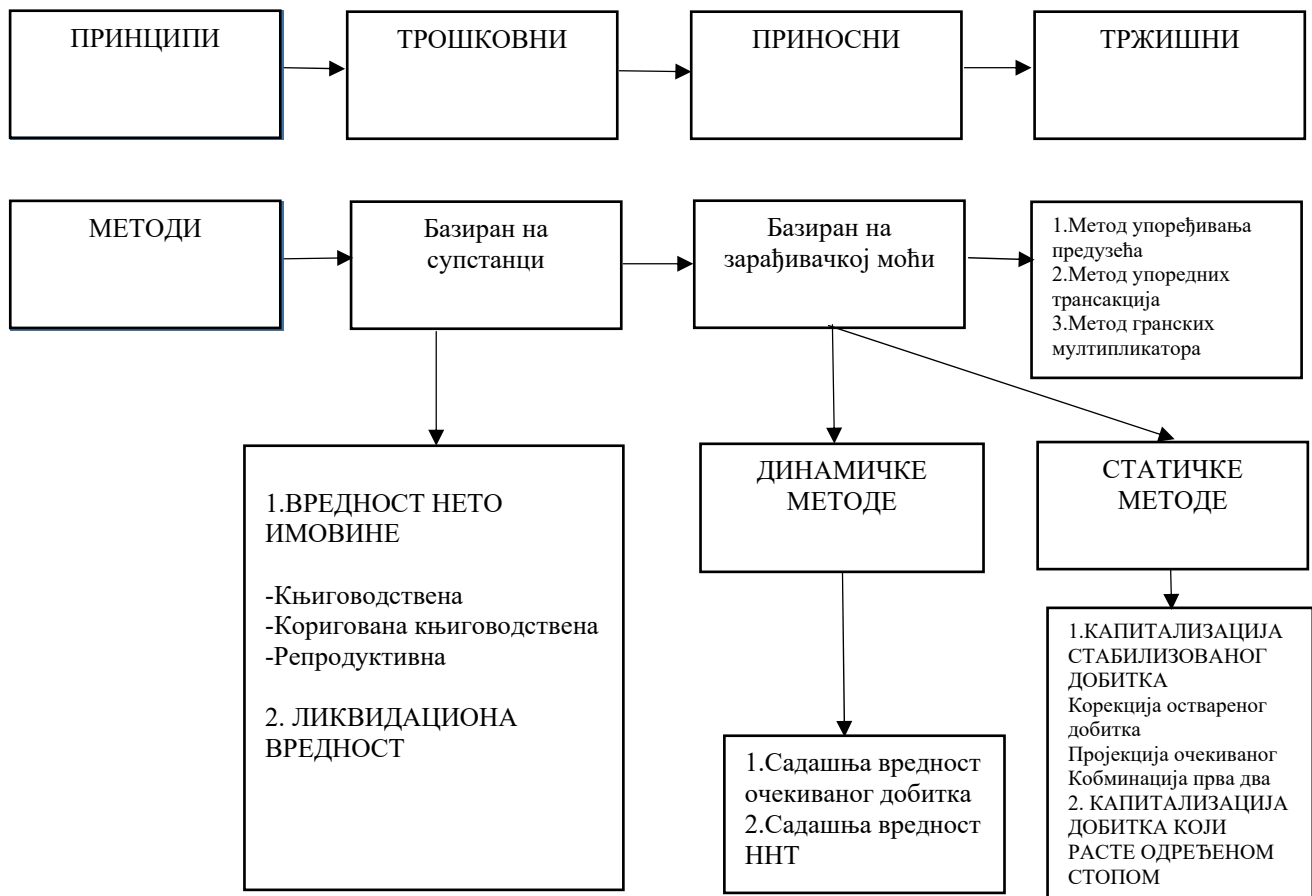 ПРИНЦИПИ
ТРОШКОВНИ
ПРИНОСНИ
ТРЖИШНИ
МЕТОДИ
Базиран на
супстанци
Базиран на
зарађивачкој моћи
1.Метод упоређивања
предузећа
2.Метод упоредних
трансакција
3.Метод гранских
мултипликатора
1.ВРЕДНОСТ НЕТО
ИМОВИНЕ
-Књиговодствена
-Коригована књиговодствена
-Репродуктивна
2. ЛИКВИДАЦИОНА
ВРЕДНОСТ
ДИНАМИЧКЕ
МЕТОДЕ
СТАТИЧКЕ
МЕТОДЕ
1.Садашња вредност
очекиваног добитка
2.Садашња вредност
ННТ
1.КАПИТАЛИЗАЦИЈА
СТАБИЛИЗОВАНОГ
ДОБИТКА
Корекција оствареног
добитка
Пројекција очекиваног
Кобминација прва два
2. КАПИТАЛИЗАЦИЈА
ДОБИТКА КОЈИ
РАСТЕ ОДРЕЂЕНОМ
СТОПОМ